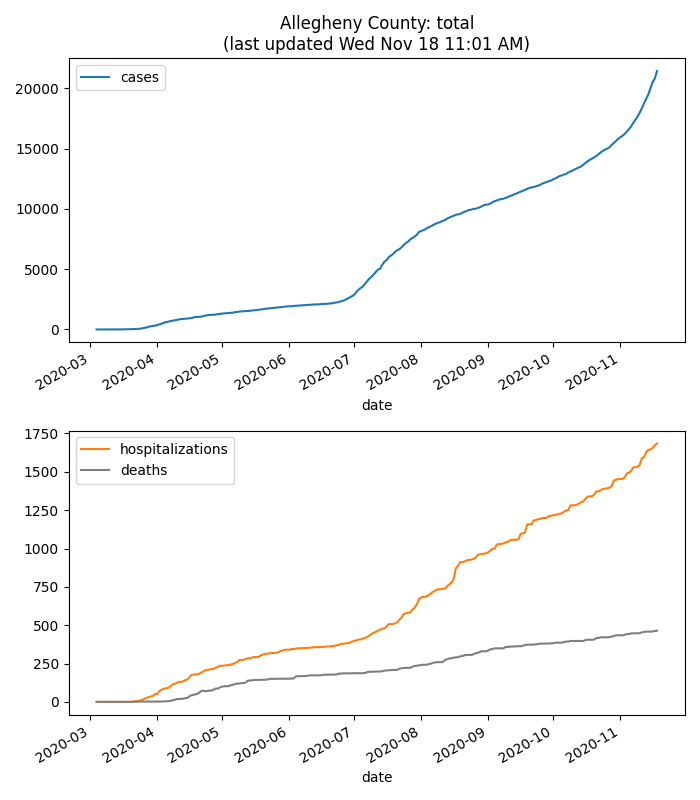 Allegheny County: total
(last updated Wed Nov 18 11:01 AM)
cases
20000
15000
10000
5000
0
2020-03 2020-04 2020-05 2020-06 2020-07 2020-08 2020-09 2020-10 2020-11
date
hospitalizations
deaths
1750
1500
1250
1000
750
500
250
0
2020-03 2020-04 2020-05 2020-06 2020-07 2020-08 2020-09 2020-10 2020-11
date